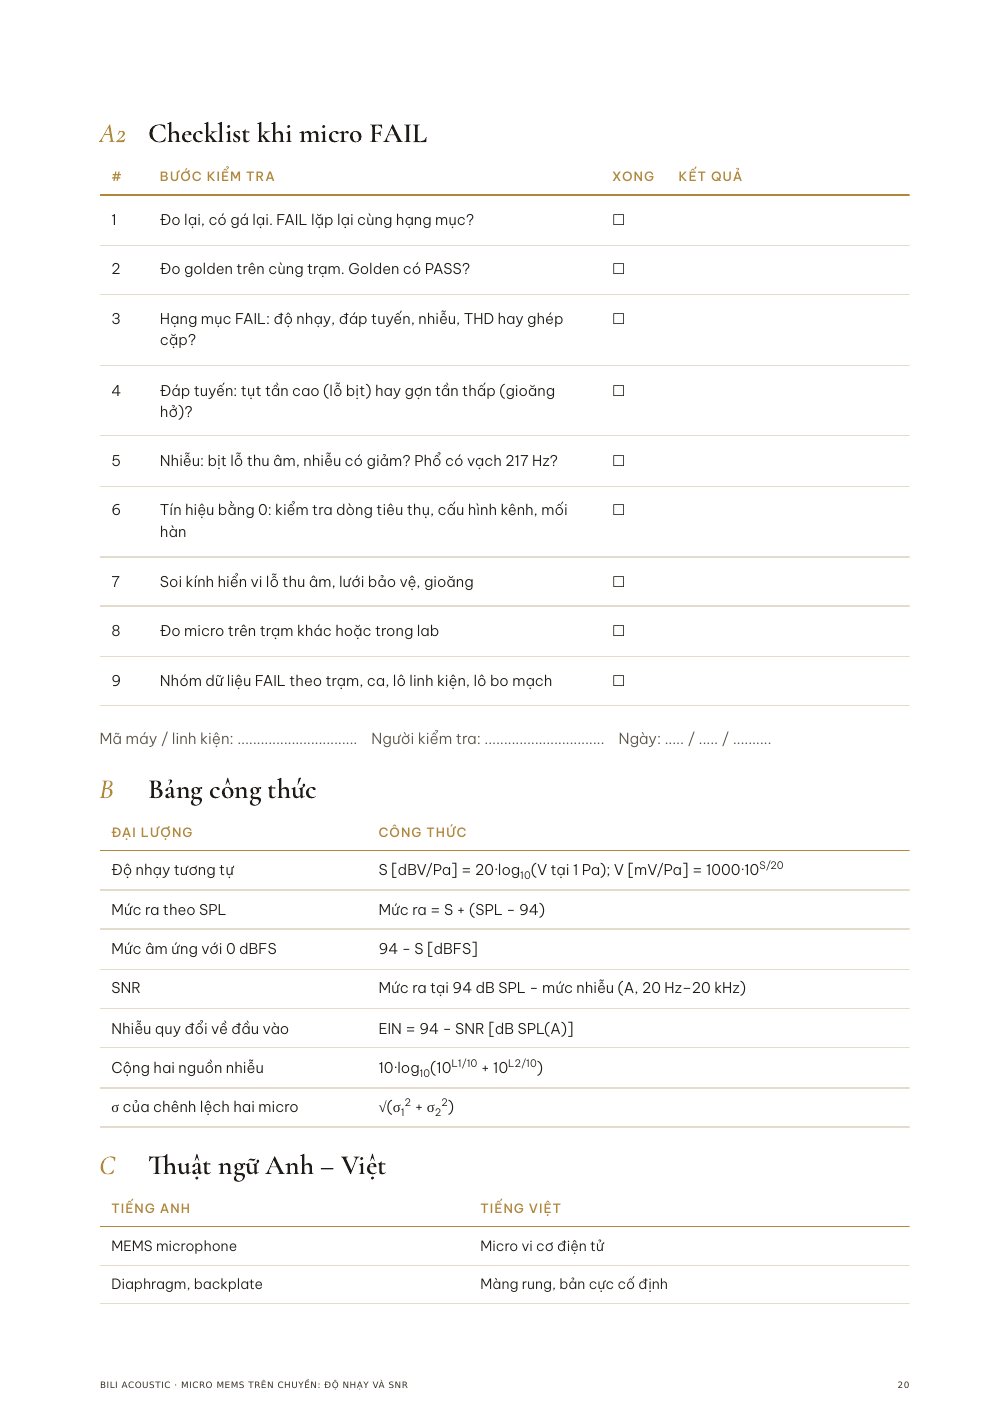 A2 Checklist khi micro FAIL
# BƯỚC KIỂM TRA XONG KẾT QUẢ
1 Đo lại, có gá lại. FAIL lặp lại cùng hạng mục? ☐
2 Đo golden trên cùng trạm. Golden có PASS? ☐
3 Hạng mục FAIL: độ nhạy, đáp tuyến, nhiễu, THD hay ghép ☐
cặp?
4 Đáp tuyến: tụt tần cao (lỗ bịt) hay gợn tần thấp (gioăng ☐
hở)?
5 Nhiễu: bịt lỗ thu âm, nhiễu có giảm? Phổ có vạch 217 Hz? ☐
6 Tín hiệu bằng 0: kiểm tra dòng tiêu thụ, cấu hình kênh, mối ☐
hàn
7 Soi kính hiển vi lỗ thu âm, lưới bảo vệ, gioăng ☐
8 Đo micro trên trạm khác hoặc trong lab ☐
9 Nhóm dữ liệu FAIL theo trạm, ca, lô linh kiện, lô bo mạch ☐
Mã máy / linh kiện: .............................. Người kiểm tra: .............................. Ngày: ..... / ..... / ..........
B Bảng công thức
ĐẠI LƯỢNG CÔNG THỨC
Độ nhạy tương tự S [dBV/Pa] = 20·log₁₀(V tại 1 Pa); V [mV/Pa] = 1000·10^S/20
Mức ra theo SPL Mức ra = S + (SPL − 94)
Mức âm ứng với 0 dBFS 94 − S [dBFS]
SNR Mức ra tại 94 dB SPL − mức nhiễu (A, 20 Hz–20 kHz)
Nhiễu quy đổi về đầu vào EIN = 94 − SNR [dB SPL(A)]
Cộng hai nguồn nhiễu 10·log₁₀(10^L1/10 + 10^L2/10)
σ của chênh lệch hai micro √(σ₁² + σ₂²)
C Thuật ngữ Anh – Việt
TIẾNG ANH TIẾNG VIỆT
MEMS microphone Micro vi cơ điện tử
Diaphragm, backplate Màng rung, bản cực cố định
BILI ACOUSTIC · MICRO MEMS TRÊN CHUYỀN: ĐỘ NHẠY VÀ SNR 20